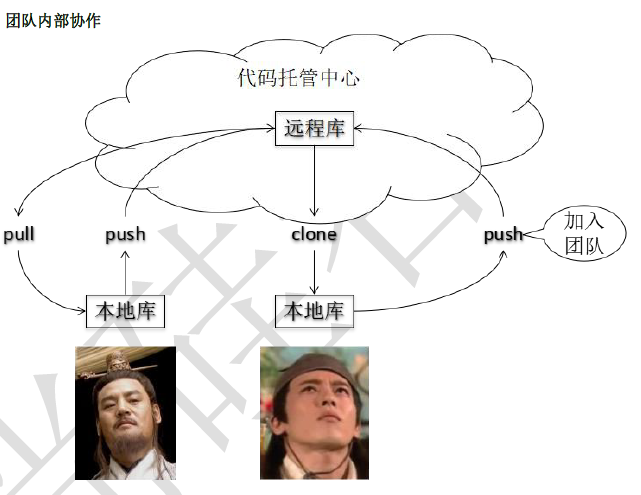 团队内部协作
代码托管中心
远程库
pull
push
clone
push
加入
团队
本地库
本地库